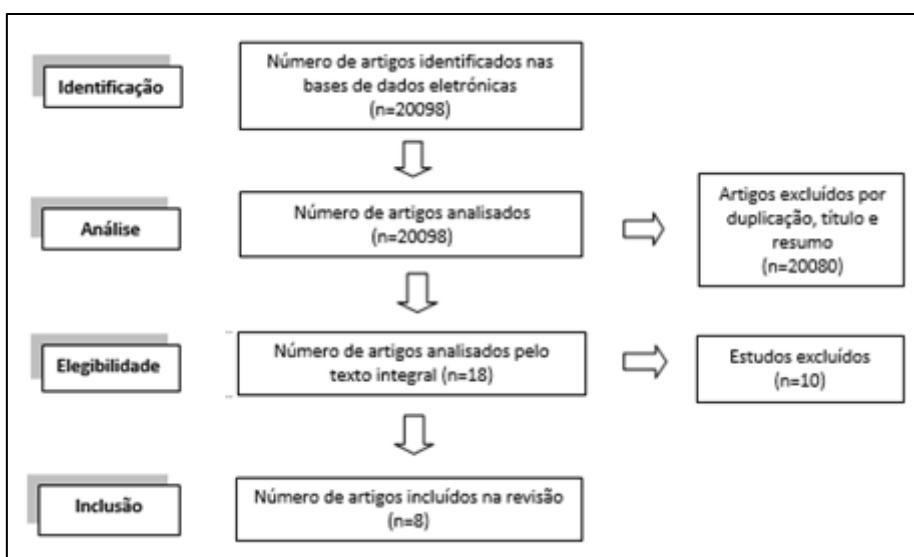 Identificação
Número de artigos identificados nas
bases de dados eletrónicas
(n=20098)
Análise
Número de artigos analisados
(n=20098)
Artigos excluídos por
duplicação, título e
resumo
(n=20080)
Elegibilidade
Número de artigos analisados pelo
texto integral (n=18)
Estudos excluídos
(n=10)
Inclusão
Número de artigos incluídos na revisão
(n=8)